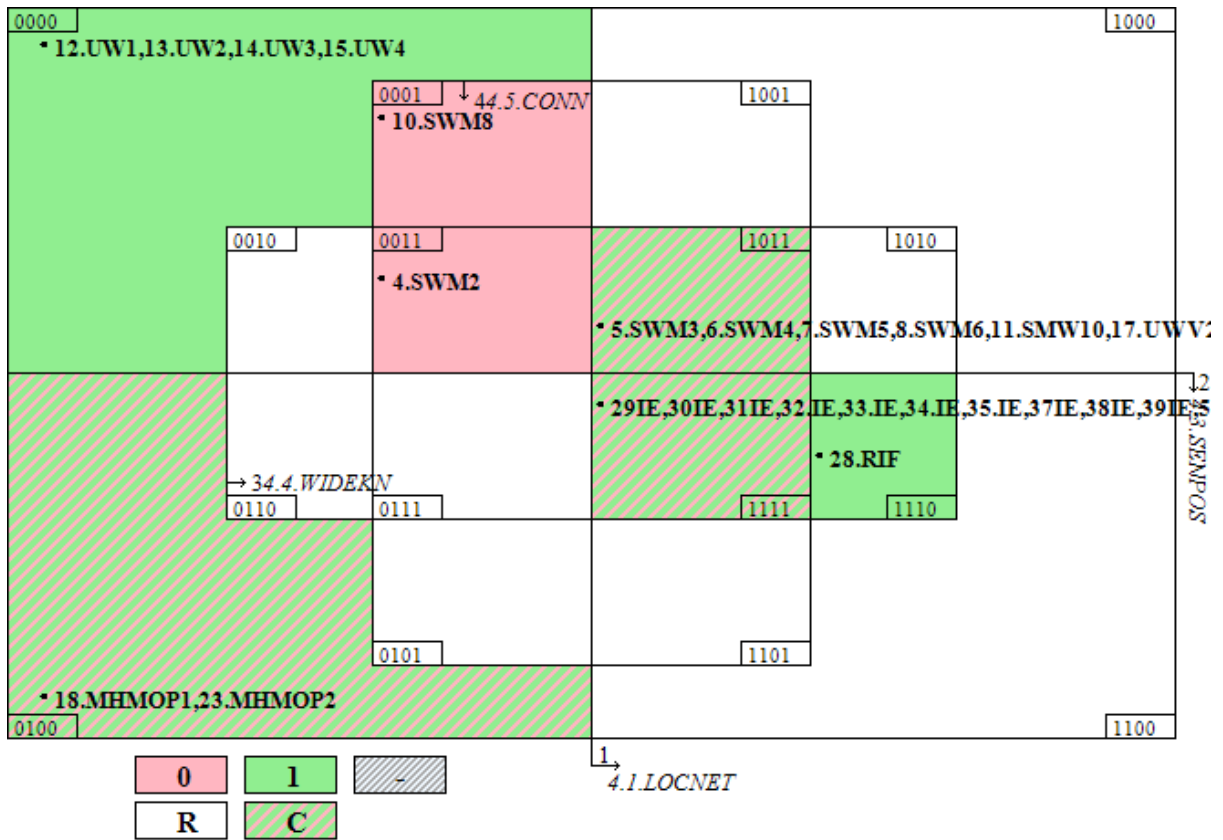 0000
1000
12.UW1,13.UW2,14.UW3,15.UW4
0001
44.5.CONN
1001
10.SWM8
0010
0011
1011
1010
4.SWM2
5.SWM3,6.SWM4,7.SWM5,8.SWM6,11.SMW10,17.UWV2
2
29IE,30IE,31IE,32.IE,33.IE,34.IE,35.IE,37IE,38IE,39IE,5
28.RIF
34.4.WIDEKN
0110
0111
1111
1110
0101
1101
18.MHMOP1,23.MHMOP2
0100
1100
1
4.1.LOCNET
0
1
-
R
C